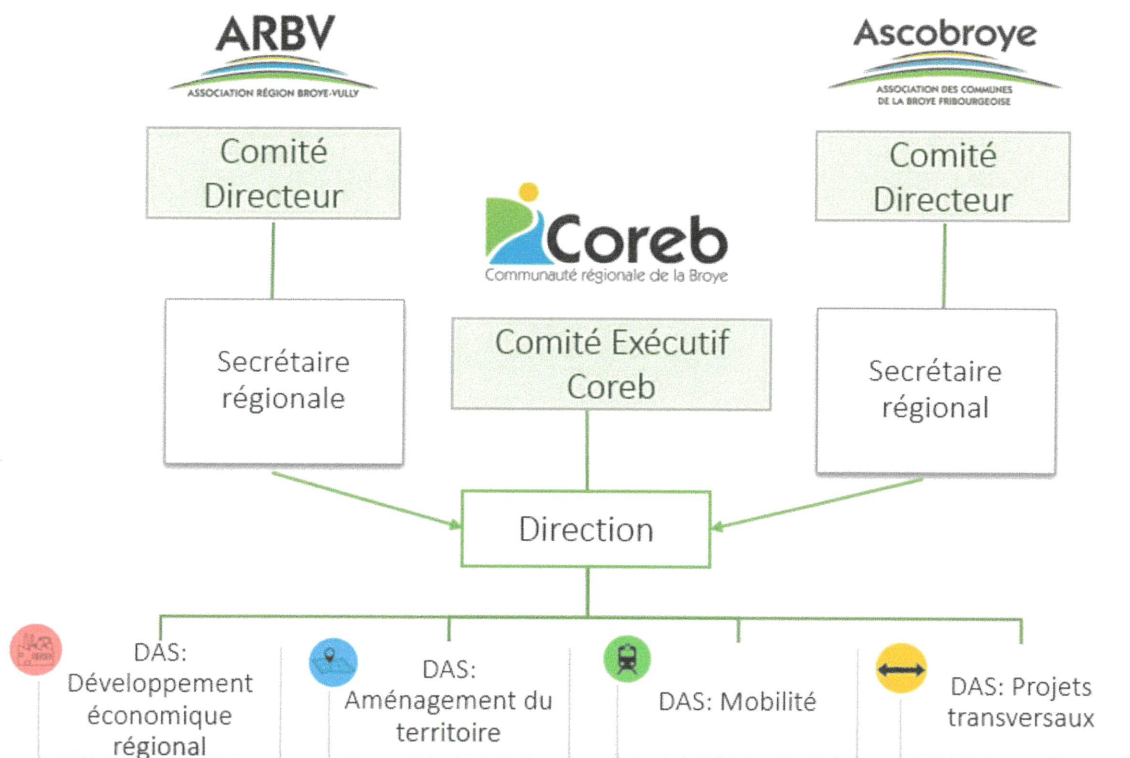 ARBV
ASSOCIATION RÉGION BROYE-VULLY
Comité
Directeur
Secrétaire
régionale
Coreb
Communauté régionale de la Broye
Comité Exécutif
Coreb
Ascobroye
ASSOCIATION DES COMMUNES
DE LA BROYE FRIBOURGEOISE
Comité
Directeur
Secrétaire
régional
Direction
DAS:
Développement
économique
régional
DAS:
Aménagement du
territoire
DAS: Mobilité
DAS: Projets
transversaux